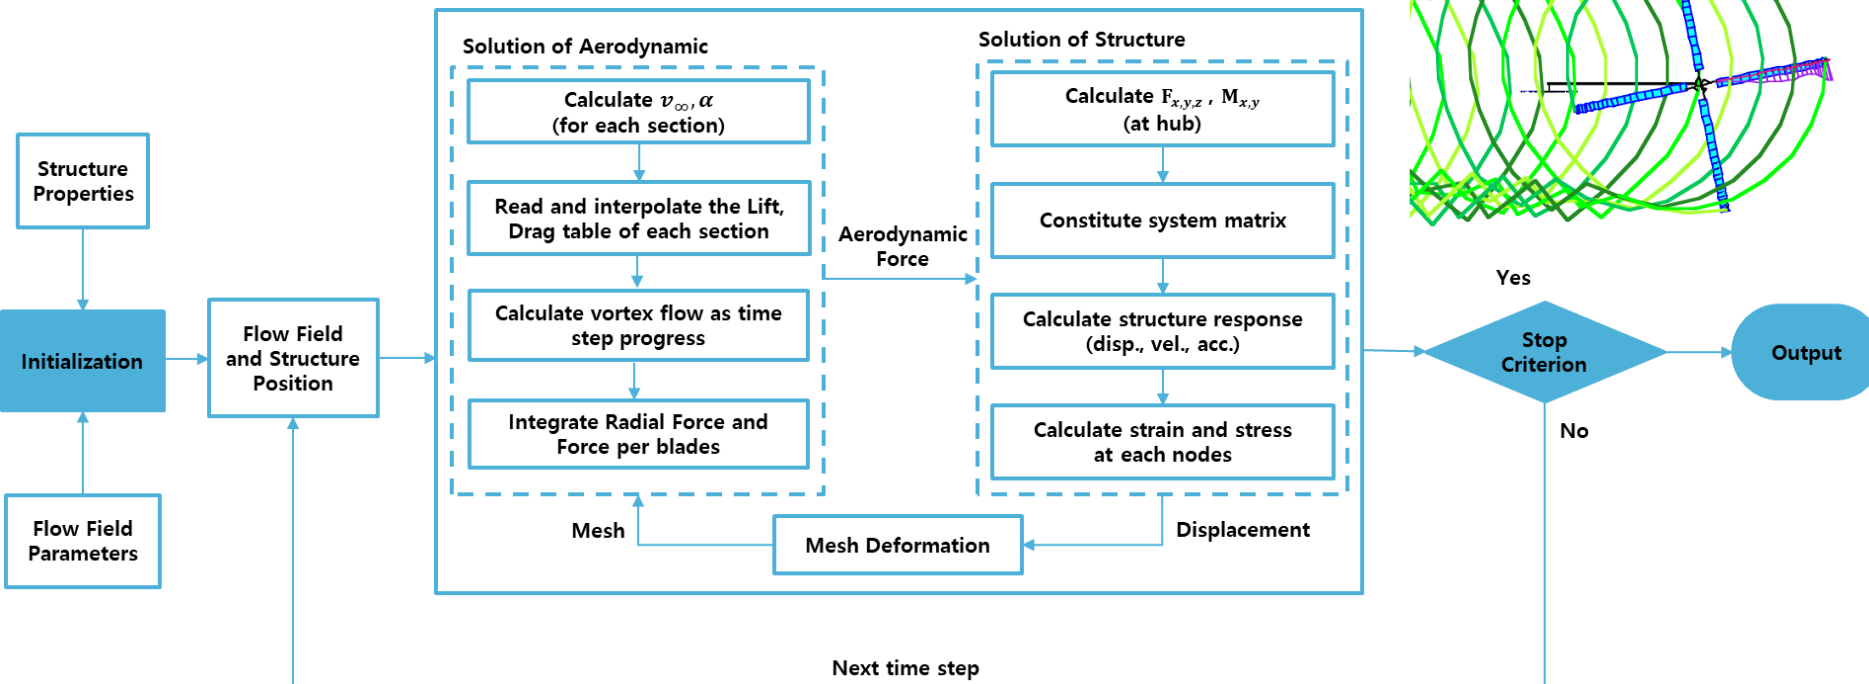 Structure
Properties
Initialization
Flow Field
Parameters
Flow Field
and Structure
Position
Solution of Aerodynamic
Calculate v∞, α
(for each section)
Read and interpolate the Lift,
Drag table of each section
Calculate vortex flow as time
step progress
Integrate Radial Force and
Force per blades
Aerodynamic
Force
Solution of Structure
Calculate Fx,y,z , Mx,y
(at hub)
Constitute system matrix
Calculate structure response
(disp., vel., acc.)
Calculate strain and stress
at each nodes
Mesh
Mesh Deformation
Displacement
Yes
Stop
Criterion
Output
No
Next time step